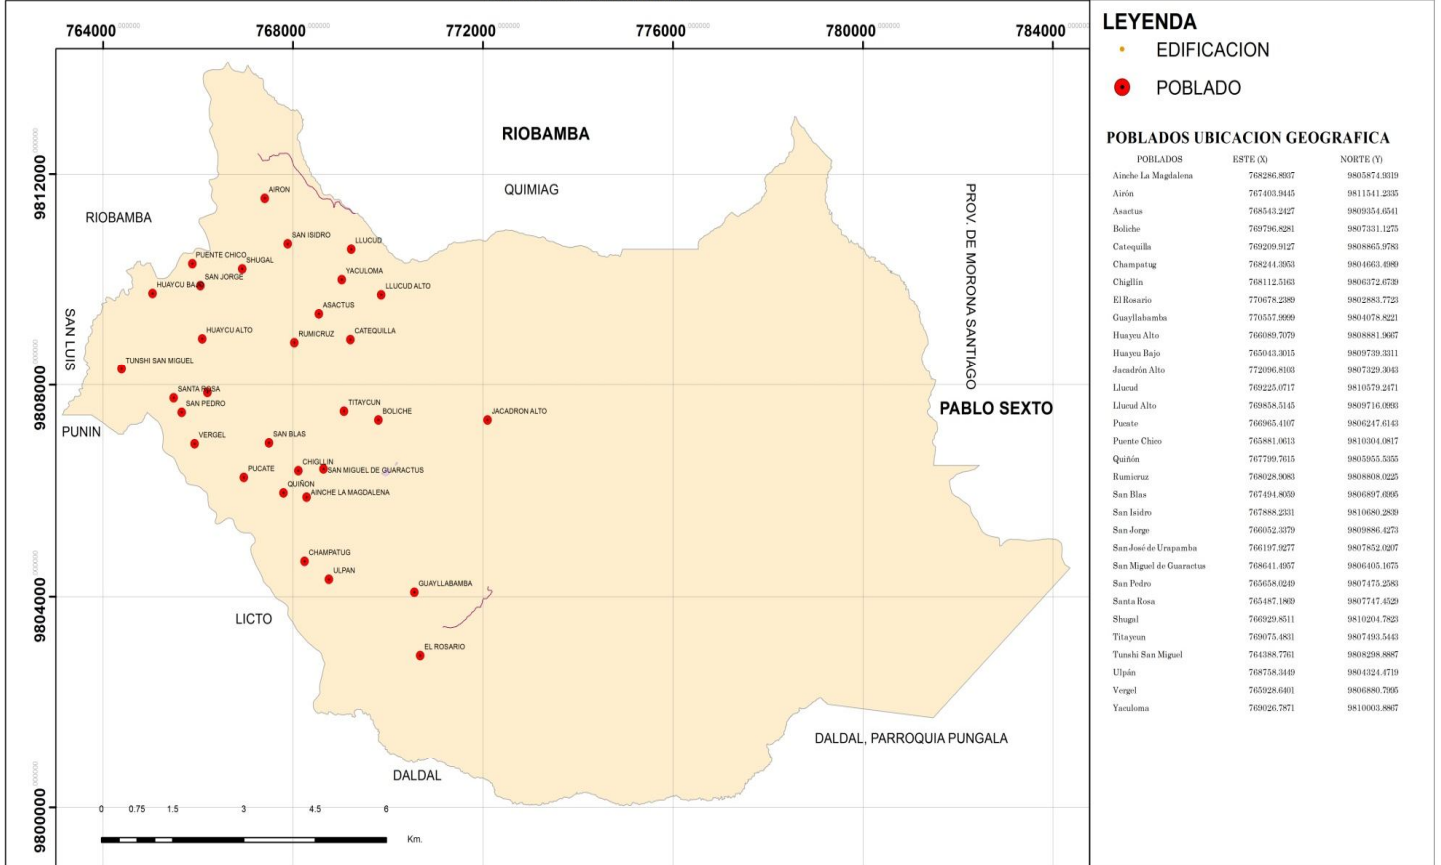 764000 768000 772000 776000 780000 784000
9812000
9808000
9804000
9800000
RIOBAMBA
QUIMIAG
RIOBAMBA
SAN LUIS
PUNIN
LICTO
DALDAL
DALDAL, PARROQUIA PUNGALA
PABLO SEXTO
PROV. DE MORONA SANTIAGO
AIRON
SAN ISIDRO
LLUCUD
PUENTE CHICO
SHUGAL
SAN JORGE
YACULOMA
HUAYCU BAJO
LLUCUD ALTO
ASACTUS
HUAYCU ALTO
RUMICRUZ
CATEQUILLA
TUNSHI SAN MIGUEL
SANTA ROSA
SAN PEDRO
TITAYCUN
BOLICHE
JACADRON ALTO
VERGEL
SAN BLAS
PUCATE
CHIGLLIN
SAN MIGUEL DE GUARACTUS
QUIÑON
AINCHE LA MAGDALENA
CHAMPATUG
ULPAN
GUAYLLABAMBA
EL ROSARIO
0 0.75 1.5 3 4.5 6
Km.
LEYENDA
EDIFICACION
POBLADO
POBLADOS UBICACION GEOGRAFICA
POBLADOS ESTE (X) NORTE (Y)
Ainche La Magdalena 768286.8937 9805874.9319
Airón 767403.9445 9811541.2335
Asactus 768543.2427 9809354.6541
Boliche 769796.8281 9807331.1275
Catequilla 769209.9127 9808865.9783
Champatug 768244.3953 9804663.4989
Chigllin 768112.5163 9806372.6739
El Rosario 770678.2389 9802883.7723
Guayllabamba 770557.9999 9804078.8221
Huaycu Alto 766089.7079 9808881.9667
Huaycu Bajo 765043.3015 9809739.3311
Jacadrón Alto 772096.8103 9807329.3043
Llucud 769225.0717 9810579.2471
Llucud Alto 769858.5145 9809716.0993
Pucate 766965.4107 9806247.6143
Puente Chico 765881.0613 9810304.0817
Quiñón 767799.7615 9805955.5355
Rumicruz 768028.9083 9808808.0225
San Blas 767494.8059 9806897.6995
San Isidro 767888.2331 9810680.2839
San Jorge 766052.3379 9809886.4273
San José de Urapamba 766197.9277 9807852.0207
San Miguel de Guaractus 768641.4957 9806405.1675
San Pedro 765658.0249 9807475.2583
Santa Rosa 765487.1869 9807747.4529
Shugal 766929.8511 9810204.7823
Titaycun 769075.4831 9807493.5443
Tunshi San Miguel 764388.7761 9808298.8887
Ulpán 768758.3449 9804324.4719
Vergel 765928.6401 9806880.7995
Yaculoma 769026.7871 9810003.8867